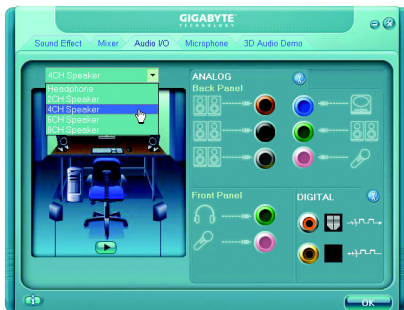 GIGABYTE
TECHNOLOGY
Sound Effect Mixer Audio I/O Microphone 3D Audio Demo
4CH Speaker
Headphone
2CH Speaker
4CH Speaker
6CH Speaker
8CH Speaker
ANALOG
Back Panel
Front Panel
DIGITAL
OK